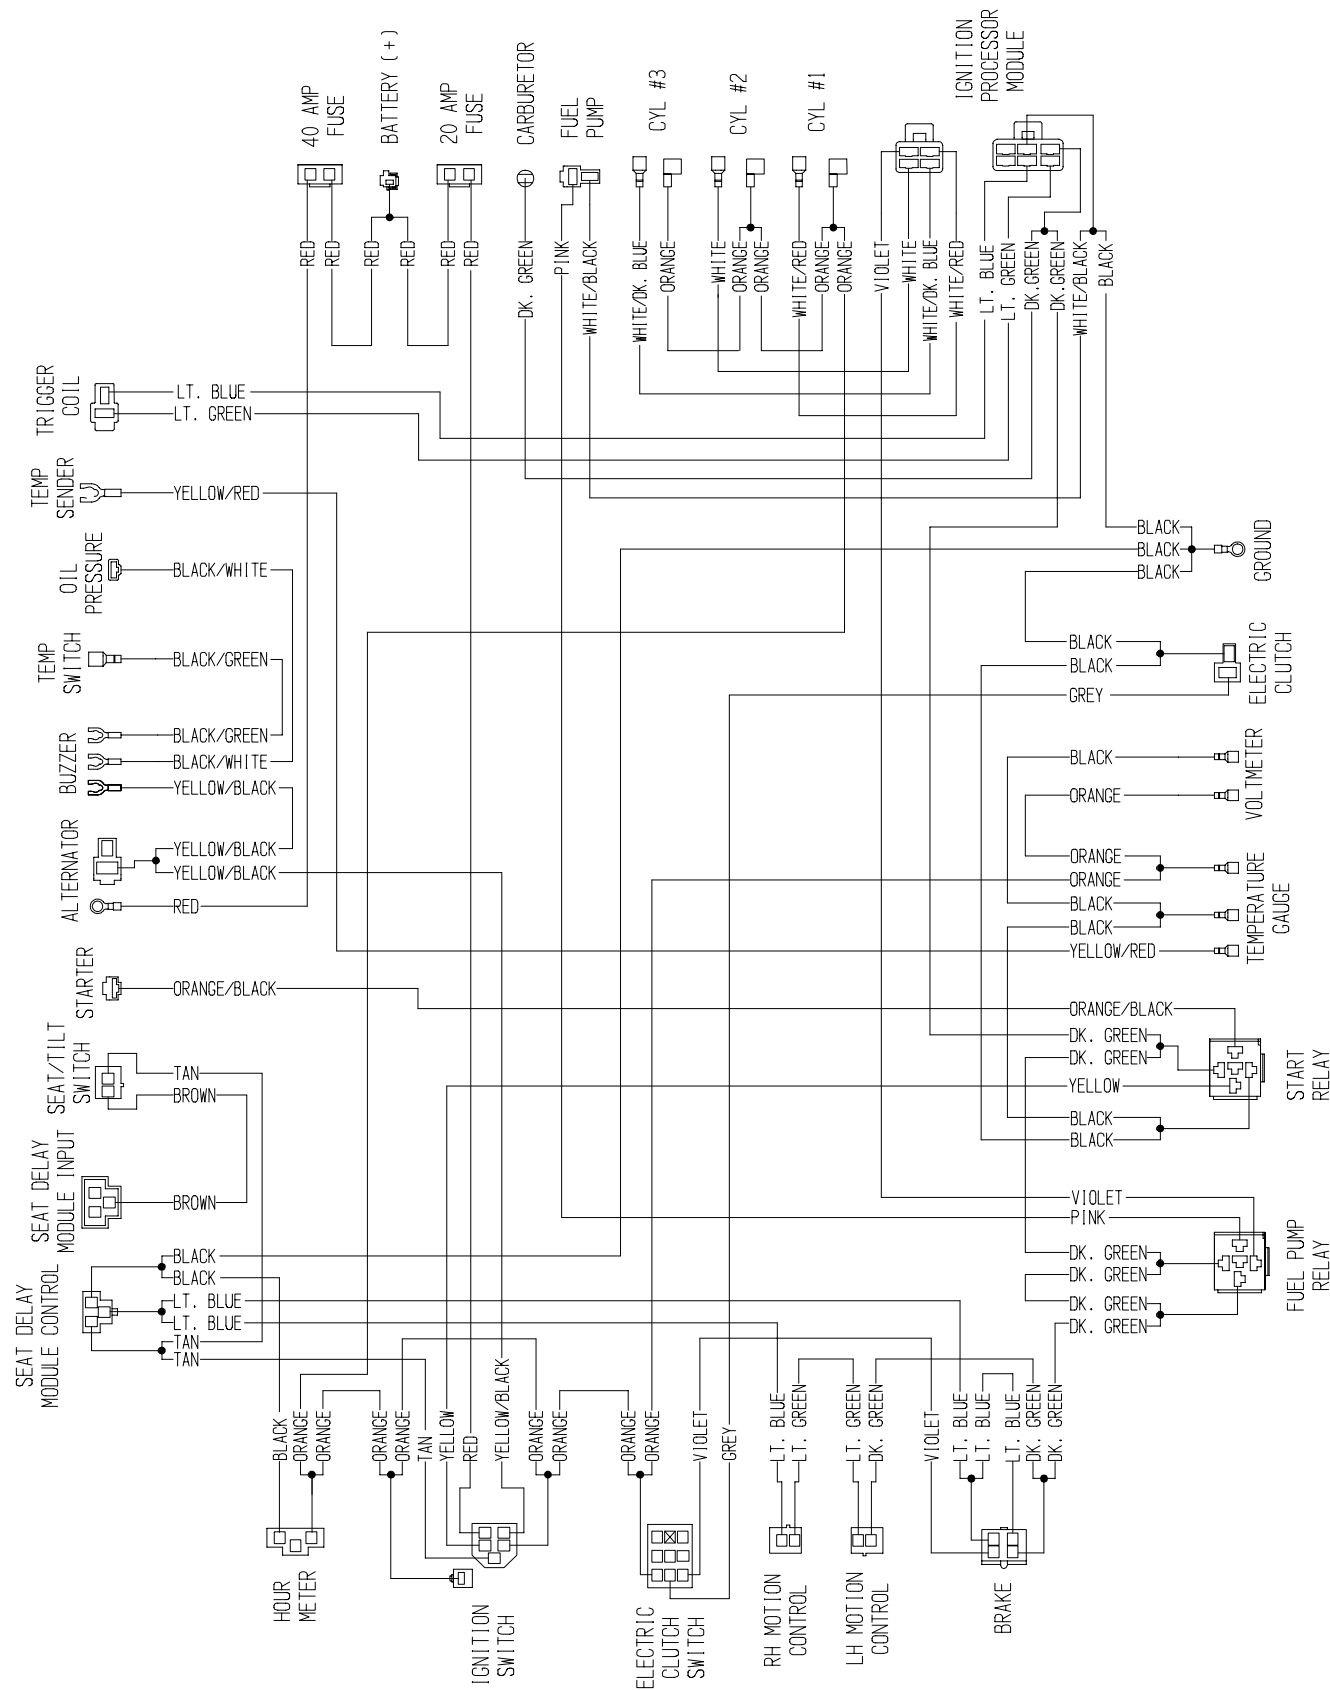 40 AMP
FUSE
BATTERY (+)
20 AMP
FUSE
CARBURETOR
FUEL
PUMP
CYL #3
CYL #2
CYL #1
IGNITION
PROCESSOR
MODULE
RED
RED
RED
RED
RED
RED
DK. GREEN
PINK
WHITE/BLACK
WHITE/DK. BLUE
ORANGE
WHITE
ORANGE
ORANGE
WHITE/RED
ORANGE
ORANGE
VIOLET
WHITE
WHITE/DK. BLUE
WHITE/RED
LT. BLUE
LT. GREEN
DK.GREEN
DK.GREEN
WHITE/BLACK
BLACK
TRIGGER
COIL
LT. BLUE
LT. GREEN
TEMP
SENDER
YELLOW/RED
OIL
PRESSURE
BLACK/WHITE
TEMP
SWITCH
BLACK/GREEN
BUZZER
BLACK/GREEN
BLACK/WHITE
YELLOW/BLACK
ALTERNATOR
YELLOW/BLACK
YELLOW/BLACK
RED
STARTER
ORANGE/BLACK
SEAT/TILT
SWITCH
TAN
BROWN
SEAT DELAY
MODULE INPUT
BROWN
SEAT DELAY
MODULE CONTROL
BLACK
BLACK
LT. BLUE
LT. BLUE
TAN
TAN
BLACK
BLACK
BLACK
GROUND
BLACK
BLACK
GREY
ELECTRIC
CLUTCH
BLACK
ORANGE
VOLTMETER
ORANGE
ORANGE
BLACK
BLACK
YELLOW/RED
TEMPERATURE
GAUGE
ORANGE/BLACK
DK. GREEN
DK. GREEN
YELLOW
BLACK
BLACK
START
RELAY
VIOLET
PINK
DK. GREEN
DK. GREEN
DK. GREEN
DK. GREEN
FUEL PUMP
RELAY
BLACK
ORANGE
ORANGE
ORANGE
ORANGE
TAN
YELLOW
RED
YELLOW/BLACK
ORANGE
ORANGE
ORANGE
ORANGE
VIOLET
GREY
LT. BLUE
LT. GREEN
LT. GREEN
DK. GREEN
VIOLET
LT. BLUE
LT. BLUE
LT. BLUE
DK. GREEN
DK. GREEN
HOUR
METER
IGNITION
SWITCH
ELECTRIC
CLUTCH
SWITCH
RH MOTION
CONTROL
LH MOTION
CONTROL
BRAKE